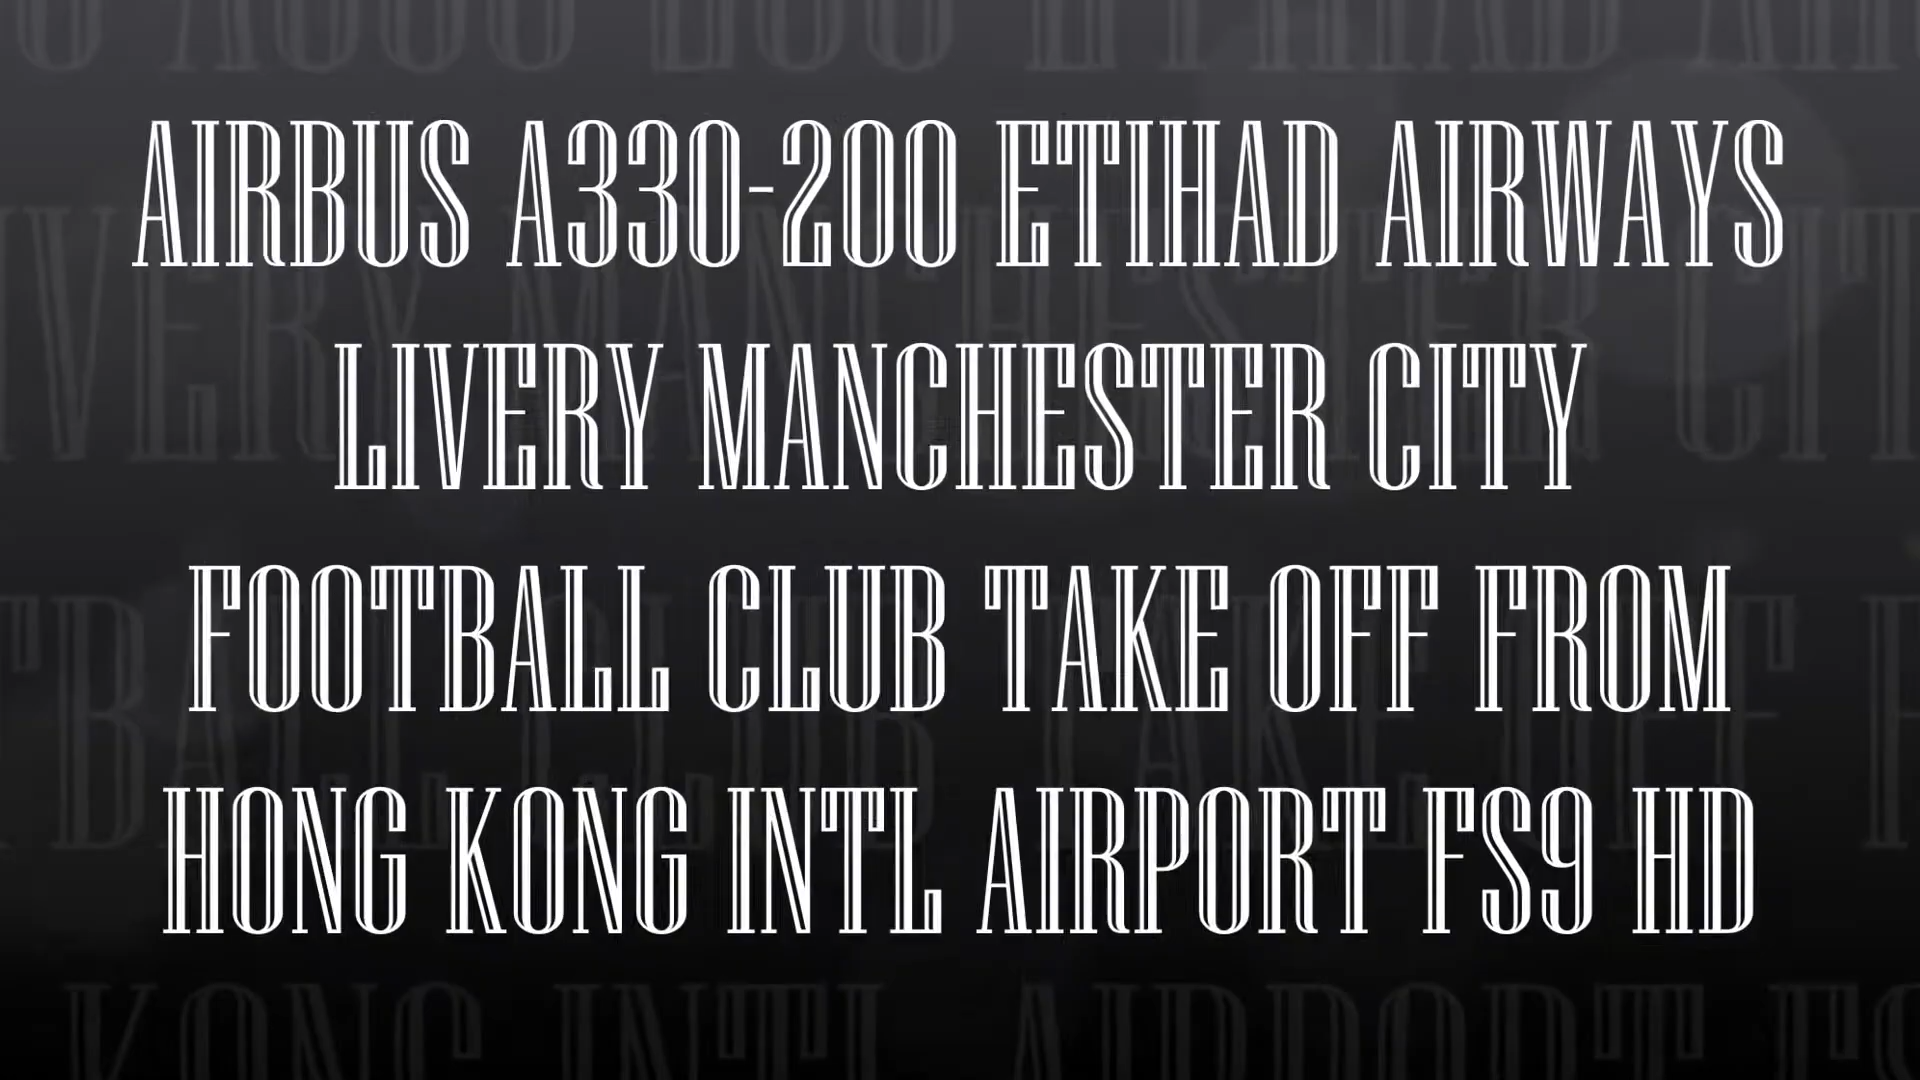 AIRBUS A330-200 ETIHAD AIRWAYS
LIVERY MANCHESTER CITY
FOOTBALL CLUB TAKE OFF FROM
HONG KONG INTL AIRPORT FS9 HD